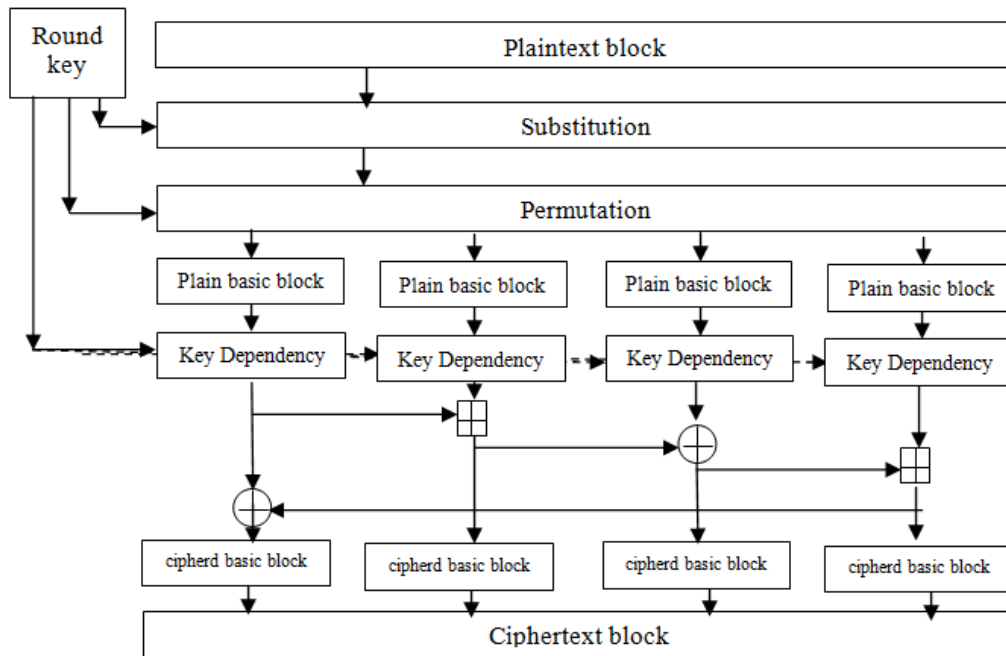 Round
key
Plaintext block
Substitution
Permutation
Plain basic block
Plain basic block
Plain basic block
Plain basic block
Key Dependency
Key Dependency
Key Dependency
Key Dependency
cipherd basic block
cipherd basic block
cipherd basic block
cipherd basic block
Ciphertext block